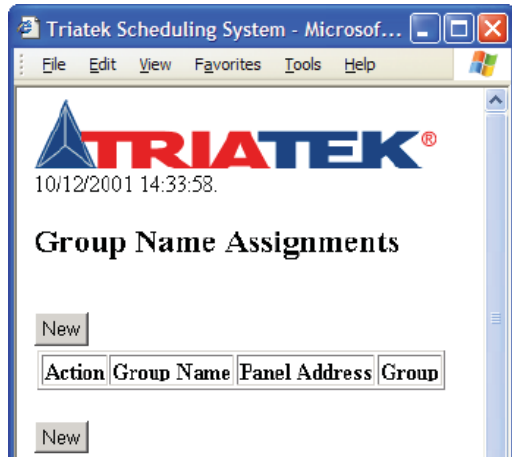 Triatek Scheduling System - Microsof...
File Edit View Favorites Tools Help
TRIATEK®
10/12/2001 14:33:58.
Group Name Assignments
New
Action Group Name Panel Address Group
New